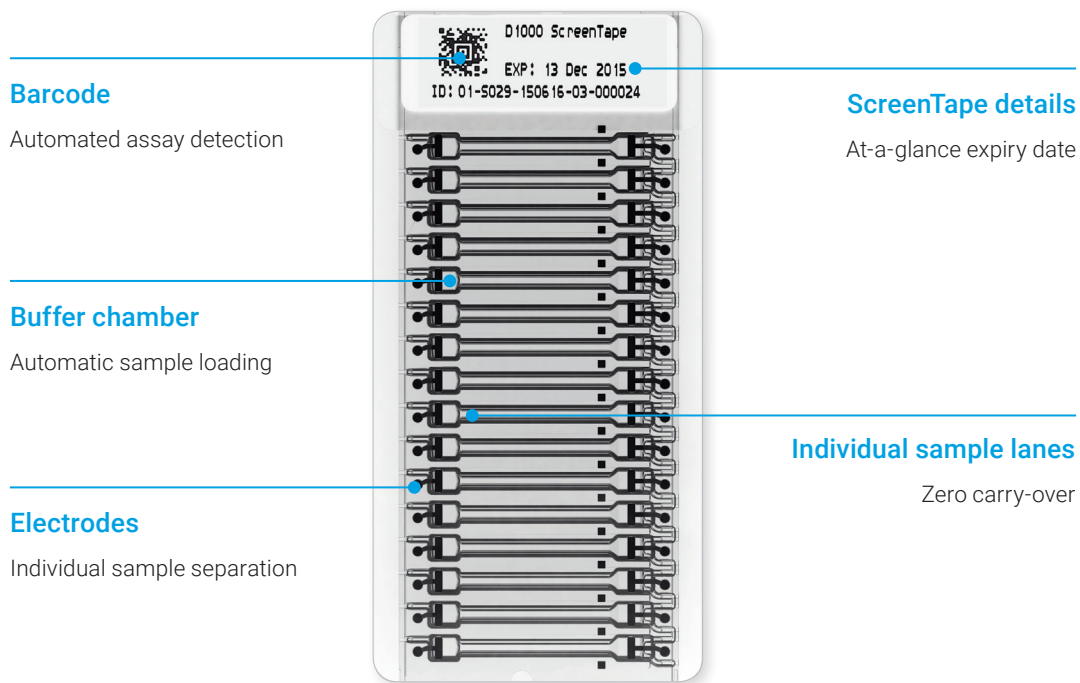 D1000 ScreenTape
EXP: 13 Dec 2015
ID: 01-S029-150616-03-000024
Barcode
Automated assay detection
ScreenTape details
At-a-glance expiry date
Buffer chamber
Automatic sample loading
Individual sample lanes
Zero carry-over
Electrodes
Individual sample separation